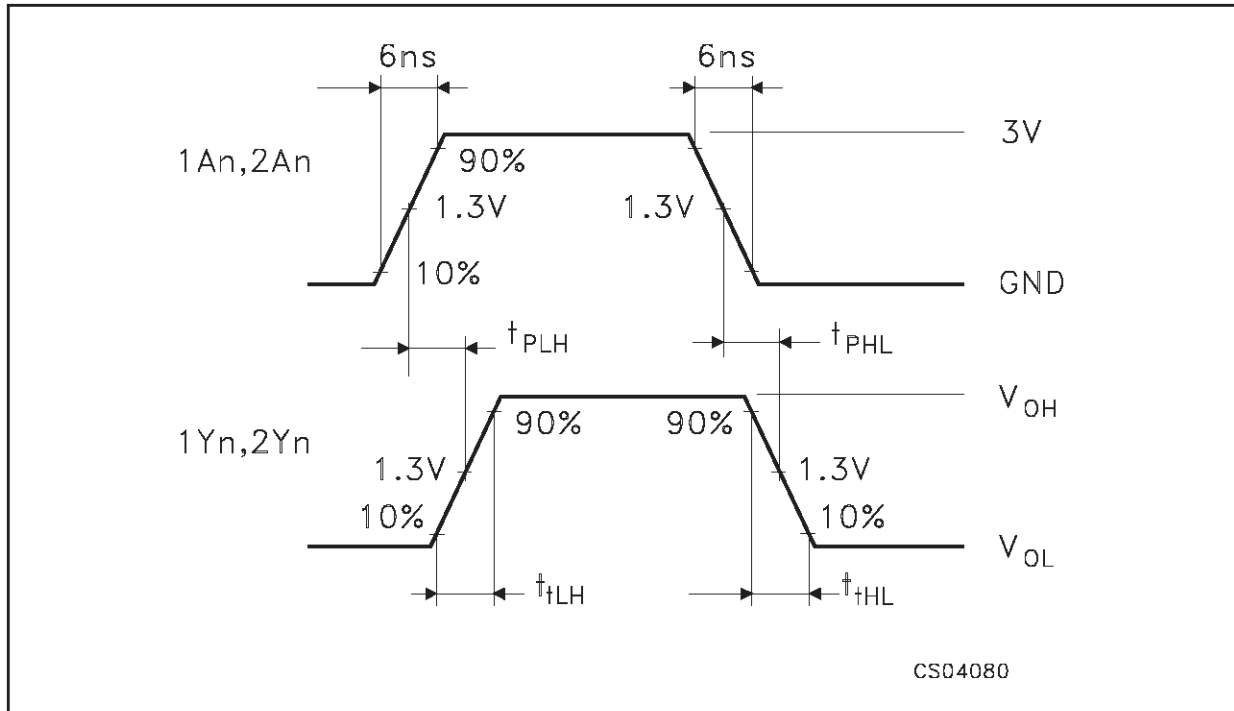 6ns 6ns
3V
1An,2An 90%
1.3V 1.3V
10% GND
tPLH tPHL
VOH
90% 90%
1Yn,2Yn
1.3V 1.3V
10% 10%
VOL
ttLH ttHL
CS04080